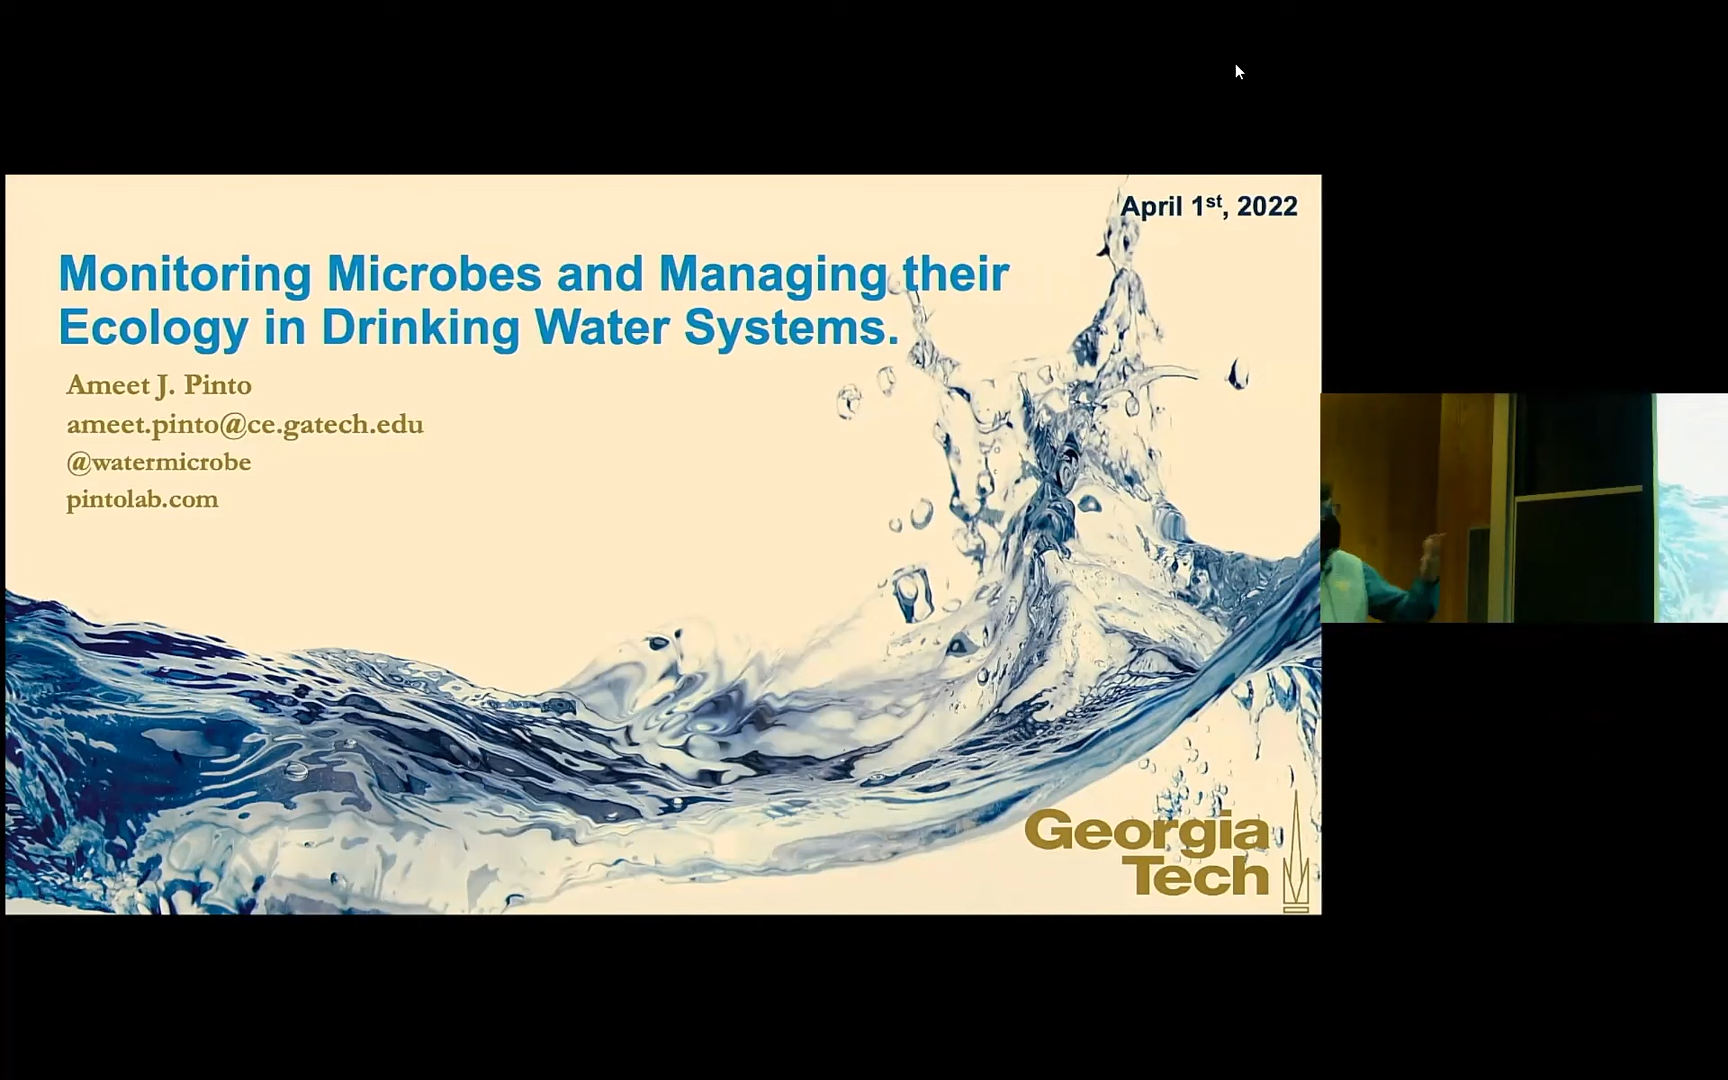 April 1st, 2022
Monitoring Microbes and Managing their
Ecology in Drinking Water Systems.
Ameet J. Pinto
ameet.pinto@ce.gatech.edu
@watermicrobe
pintolab.com
Georgia
Tech